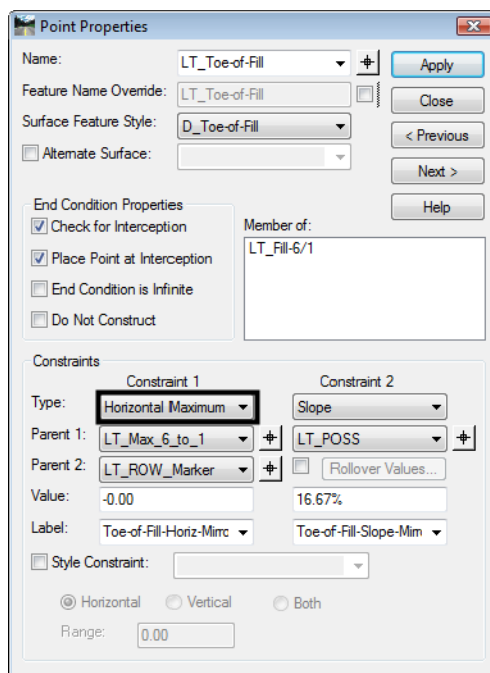 Point Properties
Name: LT_Toe-of-Fill Apply
Feature Name Override: LT_Toe-of-Fill Close
Surface Feature Style: D_Toe-of-Fill < Previous
Alternate Surface: Next >
Help
End Condition Properties
Check for Interception
Place Point at Interception
End Condition is Infinite
Do Not Construct
Member of:
LT_Fill-6/1
Constraints
Constraint 1 Constraint 2
Type: Horizontal Maximum Slope
Parent 1: LT_Max_6_to_1 LT_POSS
Parent 2: LT_ROW_Marker Rollover Values...
Value: -0.00 16.67%
Label: Toe-of-Fill-Horiz-Mirrc Toe-of-Fill-Slope-Mirr
Style Constraint:
Horizontal Vertical Both
Range: 0.00